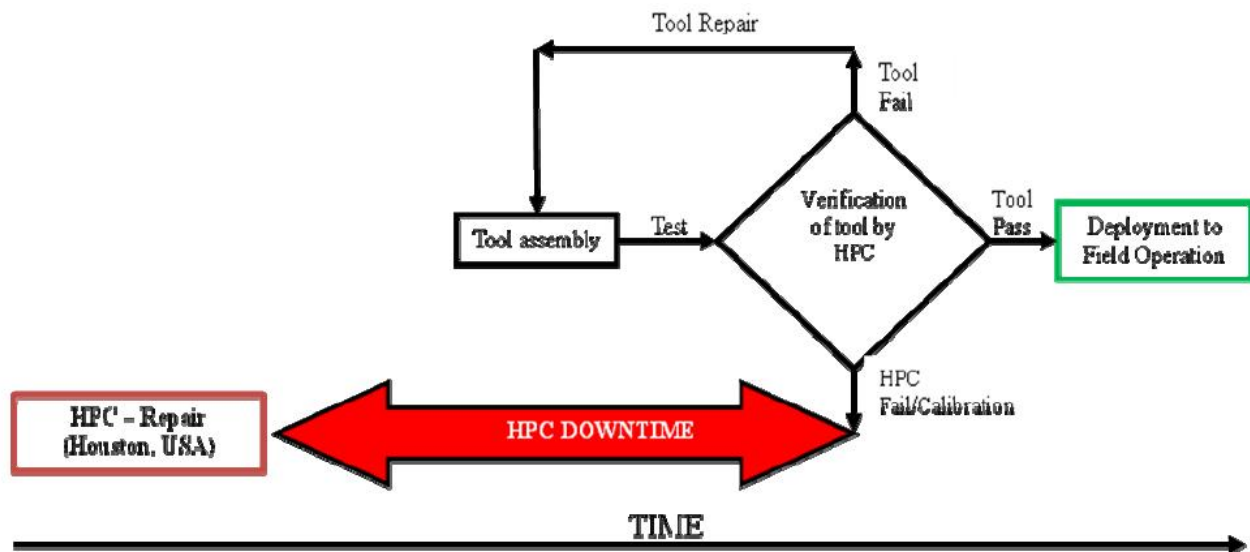 Tool Repair
Tool
Fail
Verification
of tool by
HPC
Tool assembly
Test
Tool
Pass
Deployment to
Field Operation
HPC
Fail/Calibration
HPC – Repair
(Houston, USA)
HPC DOWNTIME
TIME